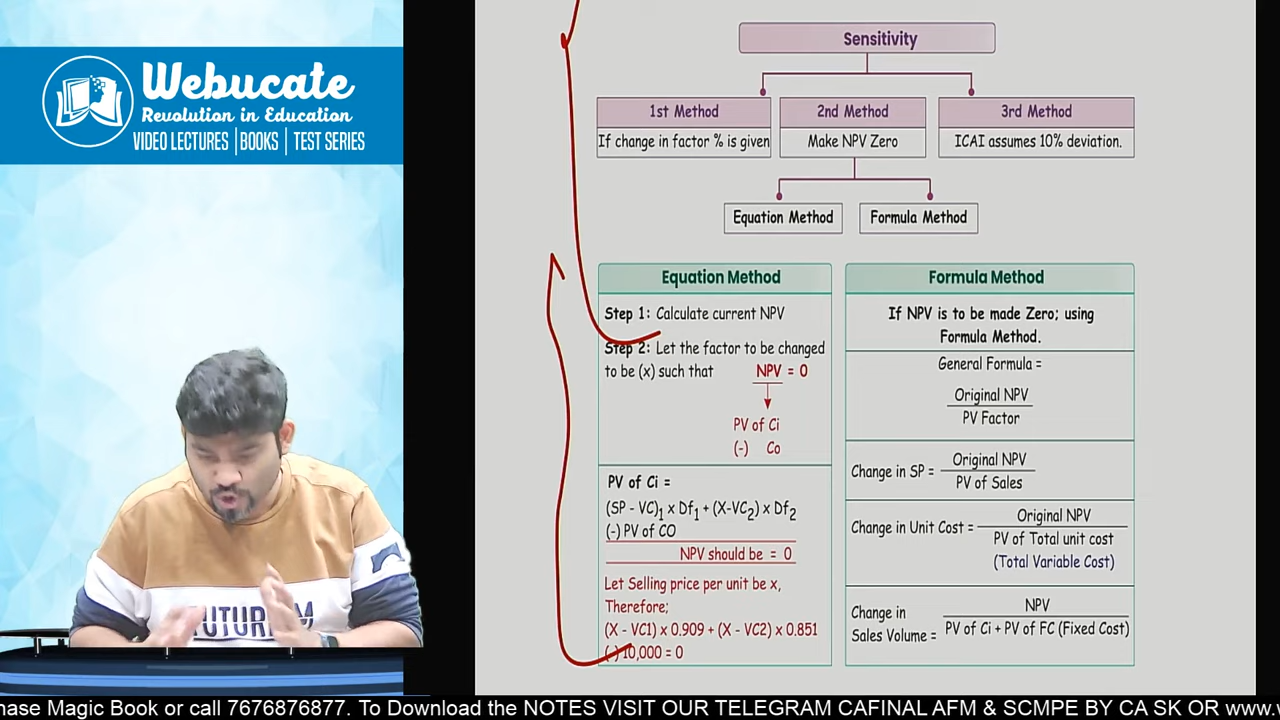 Webucate
Revolution in Education
VIDEO LECTURES | BOOKS | TEST SERIES
Sensitivity
1st Method
If change in factor % is given
2nd Method
Make NPV Zero
3rd Method
ICAI assumes 10% deviation.
Equation Method
Formula Method
Equation Method
Step 1: Calculate current NPV
Step 2: Let the factor to be changed
to be (x) such that NPV = 0
PV of Ci
(-) Co
PV of Ci =
(SP - VC)₁ x Df₁ + (X-VC₂) x Df₂
(-) PV of CO
NPV should be = 0
Let Selling price per unit be x,
Therefore;
(X - VC1) x 0.909 + (X - VC2) x 0.851
(-) 10,000 = 0
Formula Method
If NPV is to be made Zero; using
Formula Method.
General Formula =
Original NPV
PV Factor
Change in SP = Original NPV
PV of Sales
Change in Unit Cost = Original NPV
PV of Total unit cost
(Total Variable Cost)
Change in
Sales Volume = NPV
PV of Ci + PV of FC (Fixed Cost)
hase Magic Book or call 7676876877. To Download the NOTES VISIT OUR TELEGRAM CAFINAL AFM & SCMPE BY CA SK OR www.